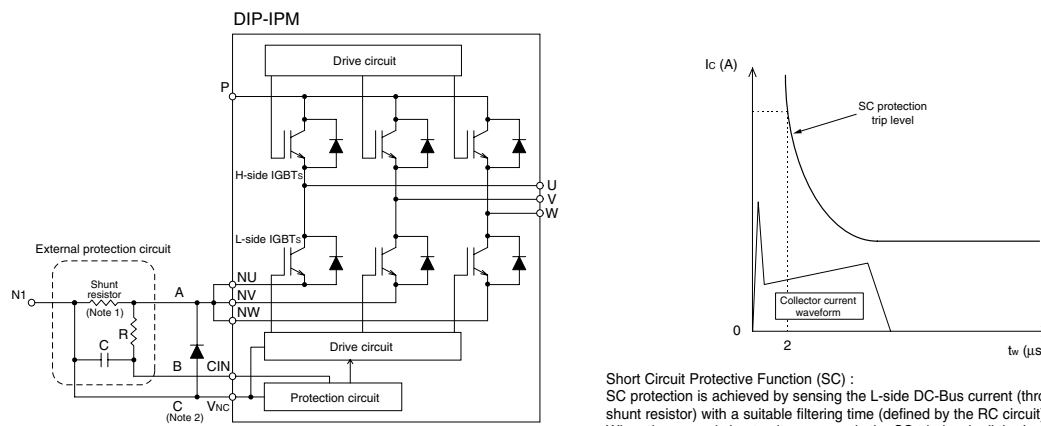 DIP-IPM
Drive circuit
P
H-side IGBTs
U
V
W
L-side IGBTs
External protection circuit
Shunt
resistor
(Note 1)
N1
A
NU
NV
NW
R
C
B
CIN
Drive circuit
C
(Note 2)
VNC
Protection circuit
IC (A)
SC protection
trip level
Collector current
waveform
0
2
tw (μs
Short Circuit Protective Function (SC) :
SC protection is achieved by sensing the L-side DC-Bus current (thro
shunt resistor) with a suitable filtering time (defined by the RC circuit